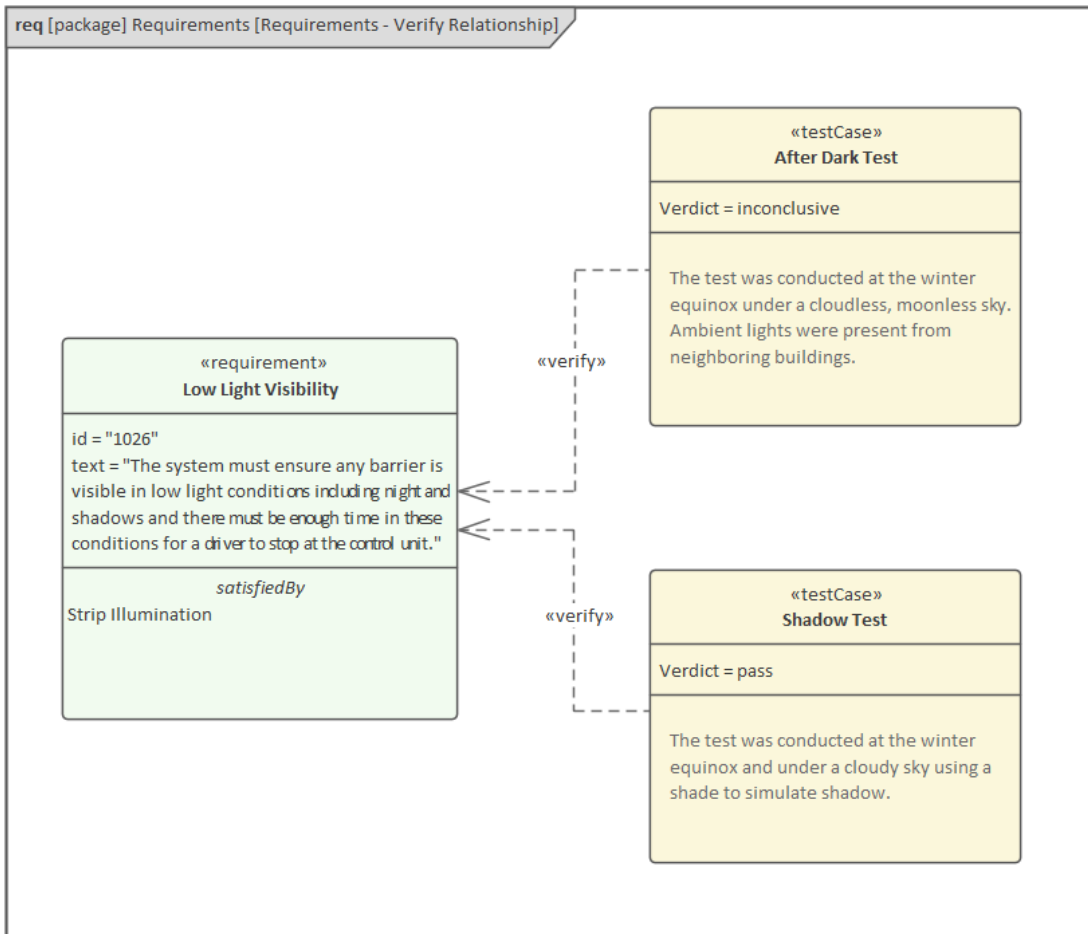 req [package] Requirements [Requirements - Verify Relationship]
«testCase»
After Dark Test
Verdict = inconclusive
The test was conducted at the winter
equinox under a cloudless, moonless sky.
Ambient lights were present from
neighboring buildings.
«verify»
«requirement»
Low Light Visibility
id = "1026"
text = "The system must ensure any barrier is
visible in low light conditions including night and
shadows and there must be enough time in these
conditions for a driver to stop at the control unit."
satisfiedBy
Strip Illumination
«verify»
«testCase»
Shadow Test
Verdict = pass
The test was conducted at the winter
equinox and under a cloudy sky using a
shade to simulate shadow.